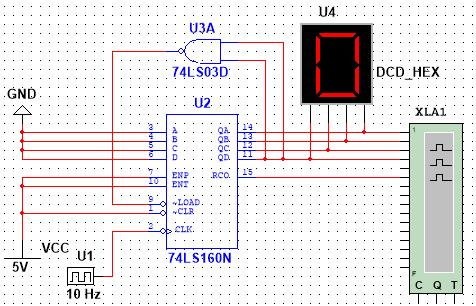 U3A
U4
74LS03D
DCD_HEX
GND
U2
XLA1
3 A QA 14
4 B QB 13
5 C QC 12
6 D QD 11
7 ENP RCO 15
10 ENT
9 ~LOAD
1 ~CLR
2 CLK
1
F
C Q T
VCC
5V
U1
10 Hz
74LS160N